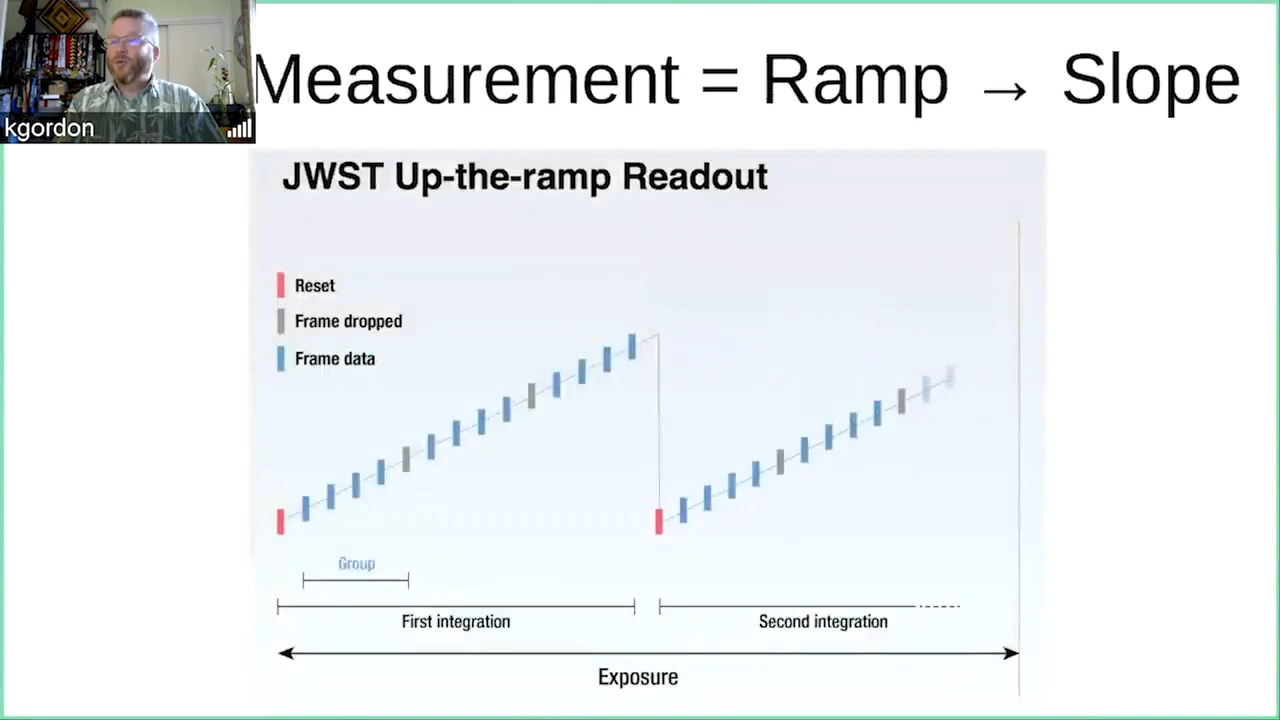 Measurement = Ramp → Slope
kgordon
JWST Up-the-ramp Readout
Reset
Frame dropped
Frame data
Group
First integration
Second integration
Exposure